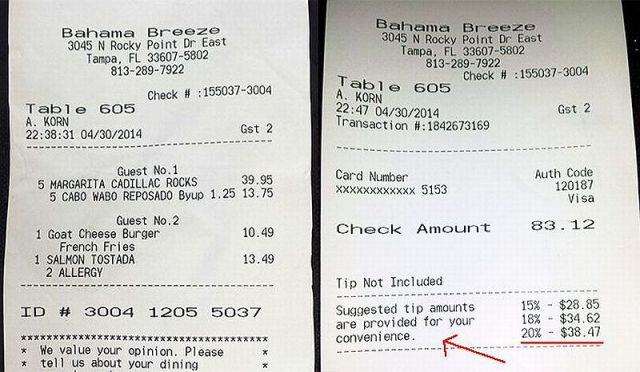 Bahama Breeze
3045 N Rocky Point Dr East
Tampa, FL 33607-5802
813-289-7922
Check # :155037-3004
Table 605
A. KORN
22:38:31 04/30/2014
Gst 2
Guest No.1
5 MARGARITA CADILLAC ROCKS 39.95
5 CABO WABO REPOSADO Byup 1.25 13.75
Guest No.2
1 Goat Cheese Burger 10.49
French Fries
1 SALMON TOSTADA 13.49
2 ALLERGY
ID # 3004 1205 5037
************************************
* We value your opinion. Please *
* tell us about your dining *
Bahama Breeze
3045 N Rocky Point Dr East
Tampa, FL 33607-5802
813-289-7922
Check # :155037-3004
Table 605
A. KORN
22:47 04/30/2014
Gst 2
Transaction #:1842673169
Card Number Auth Code
XXXXXXXXXXXX 5153 120187
Visa
Check Amount 83.12
Tip Not Included
Suggested tip amounts 15% - $28.85
are provided for your 18% - $34.62
convenience. 20% - $38.47